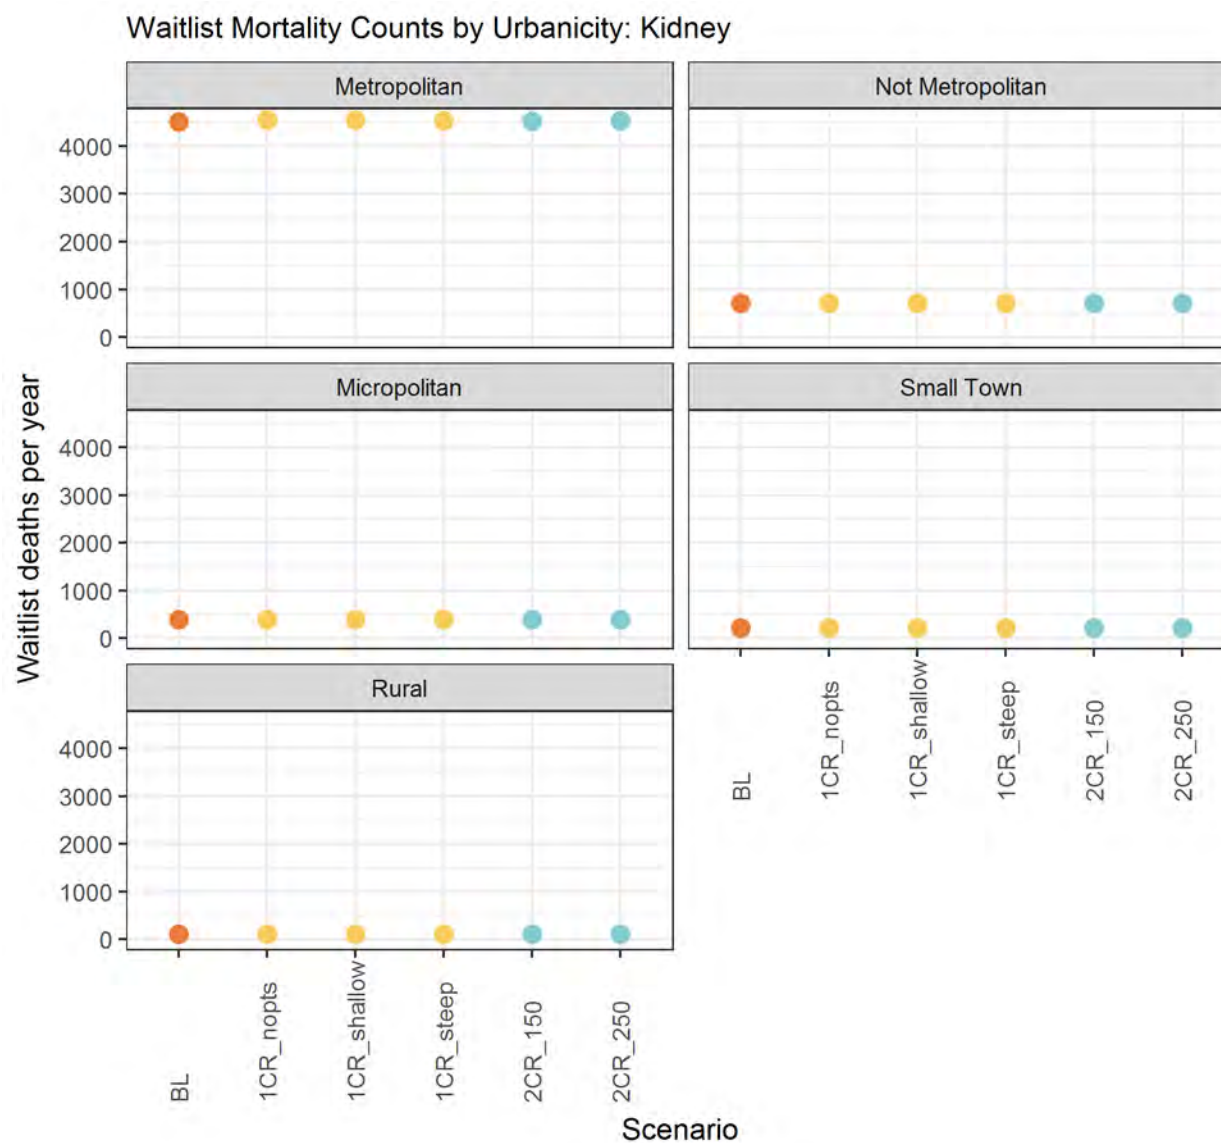 Waitlist Mortality Counts by Urbanicity: Kidney
Metropolitan
Not Metropolitan
4000
3000
2000
1000
0
Micropolitan
Small Town
4000
3000
2000
1000
0
Rural
4000
3000
2000
1000
0
BL
1CR_nopts
1CR_shallow
1CR_steep
2CR_150
2CR_250
BL
1CR_nopts
1CR_shallow
1CR_steep
2CR_150
2CR_250
Waitlist deaths per year
Scenario